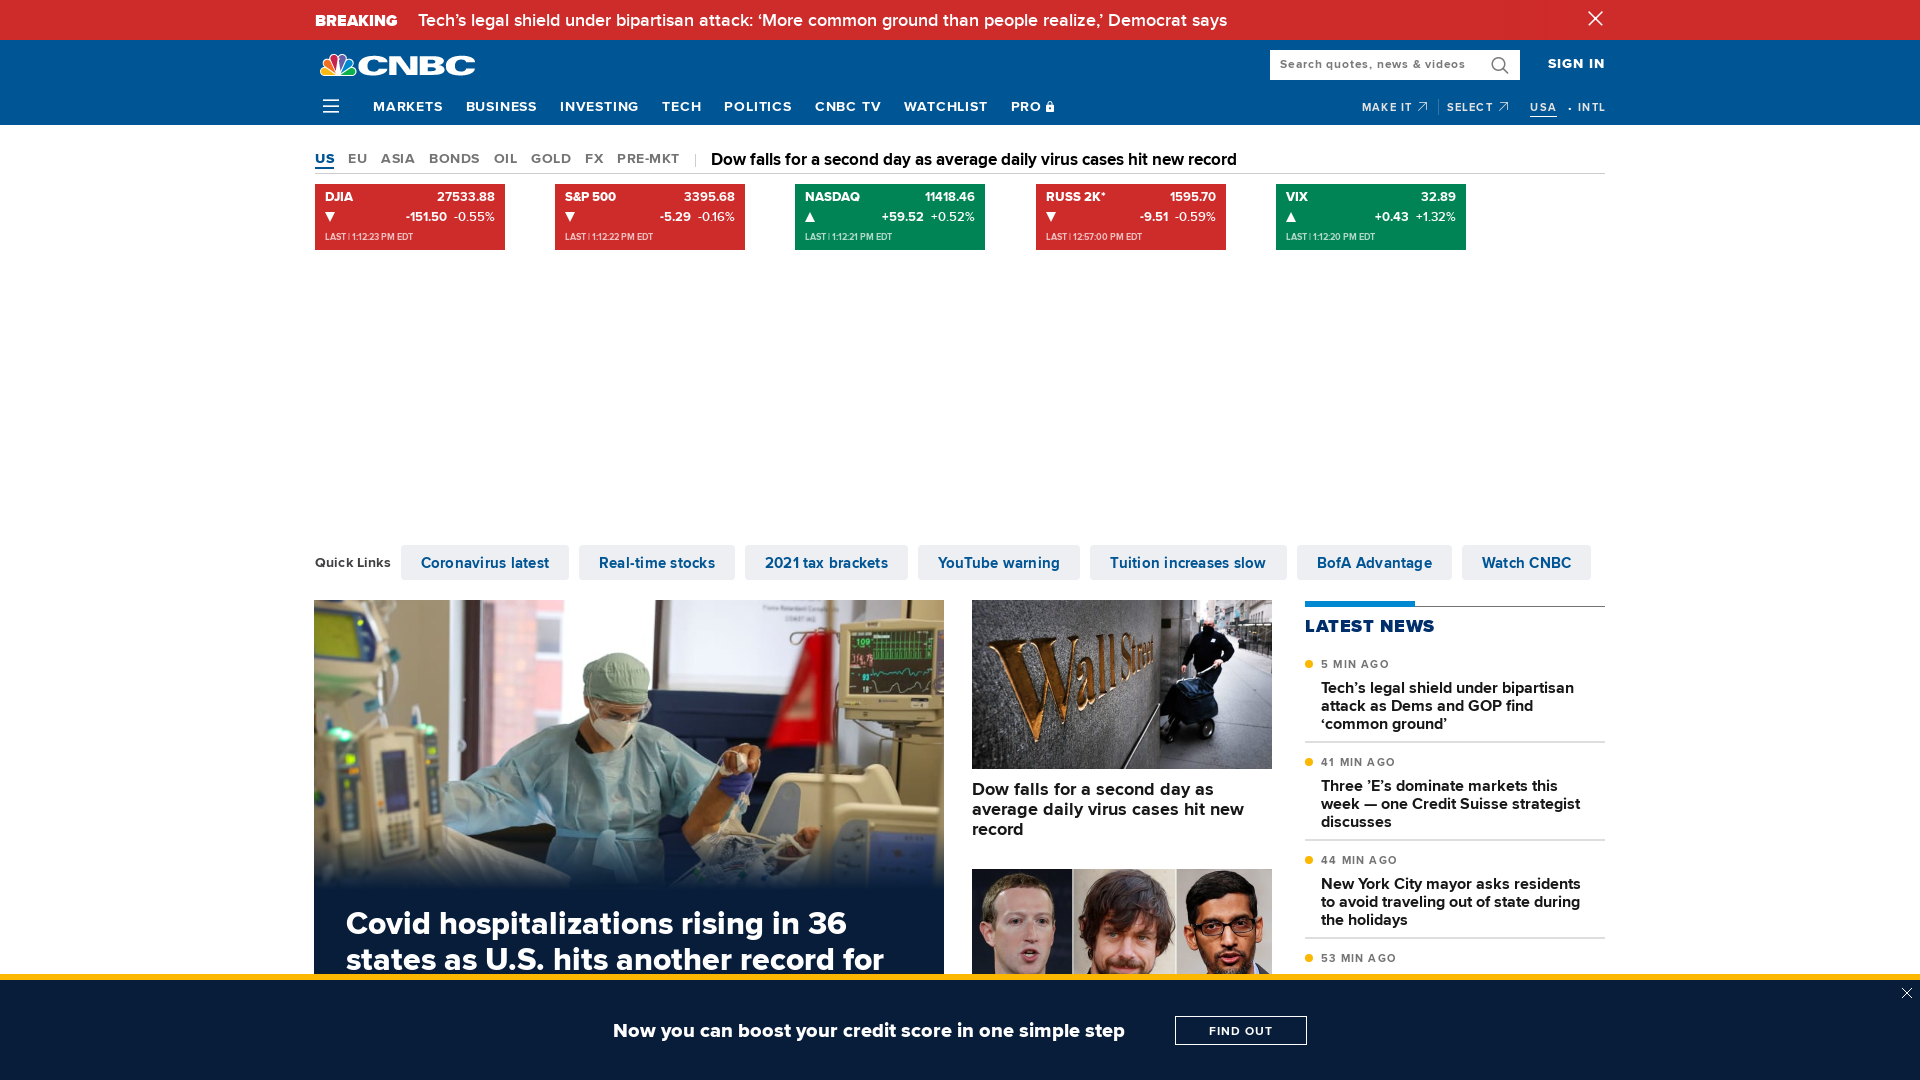 BREAKING Tech’s legal shield under bipartisan attack: ‘More common ground than people realize,’ Democrat says
CNBC
Search quotes, news & videos
SIGN IN
MARKETS BUSINESS INVESTING TECH POLITICS CNBC TV WATCHLIST PRO
MAKE IT SELECT USA • INTL
US EU ASIA BONDS OIL GOLD FX PRE-MKT Dow falls for a second day as average daily virus cases hit new record
DJIA 27533.88
-151.50 -0.55%
LAST | 1:12:23 PM EDT
S&P 500 3395.68
-5.29 -0.16%
LAST | 1:12:22 PM EDT
NASDAQ 11418.46
+59.52 +0.52%
LAST | 1:12:21 PM EDT
RUSS 2K* 1595.70
-9.51 -0.59%
LAST | 12:57:00 PM EDT
VIX 32.89
+0.43 +1.32%
LAST | 1:12:20 PM EDT
Quick Links Coronavirus latest Real-time stocks 2021 tax brackets YouTube warning Tuition increases slow BofA Advantage Watch CNBC
Covid hospitalizations rising in 36
states as U.S. hits another record for
Wall Street
Dow falls for a second day as
average daily virus cases hit new
record
LATEST NEWS
5 MIN AGO
Tech’s legal shield under bipartisan
attack as Dems and GOP find
‘common ground’
41 MIN AGO
Three ’E’s dominate markets this
week — one Credit Suisse strategist
discusses
44 MIN AGO
New York City mayor asks residents
to avoid traveling out of state during
the holidays
53 MIN AGO
Now you can boost your credit score in one simple step
FIND OUT